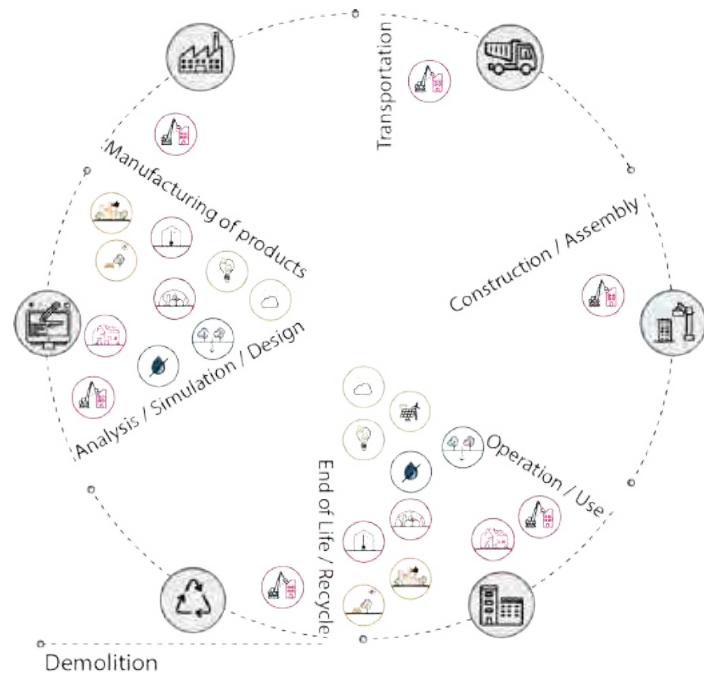 Transportation
Manufacturing of products
Construction / Assembly
Analysis / Simulation / Design
Operation / Use
End of Life / Recycle
Demolition